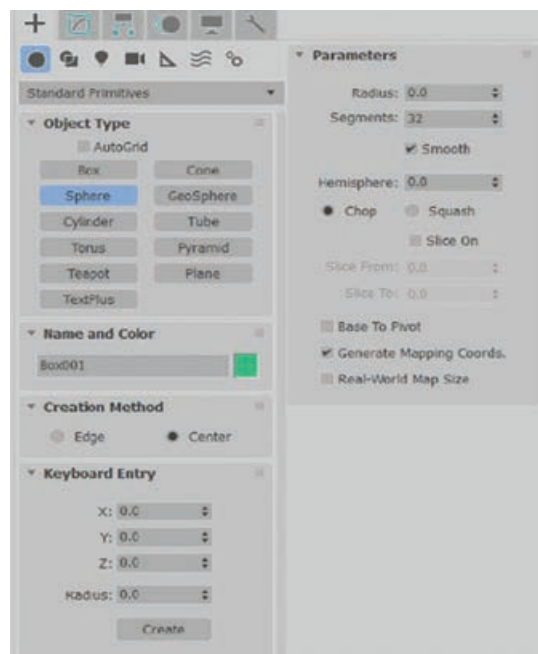 Standard Primitives
Object Type
AutoGrid
Box Cone
Sphere GeoSphere
Cylinder Tube
Torus Pyramid
Teapot Plane
TextPlus
Name and Color
Box001
Creation Method
Edge Center
Keyboard Entry
X: 0.0
Y: 0.0
Z: 0.0
Radius: 0.0
Create
Parameters
Radius: 0.0
Segments: 32
Smooth
Hemisphere: 0.0
Chop Squash
Slice On
Slice From: 0.0
Slice To: 0.0
Base To Pivot
Generate Mapping Coords.
Real-World Map Size